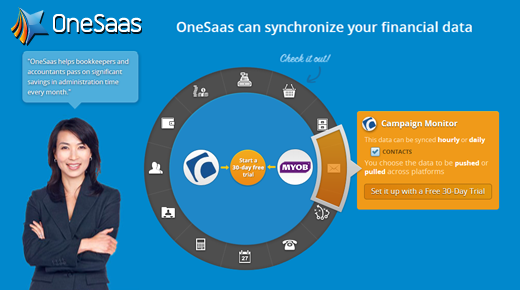 OneSaas
OneSaas can synchronize your financial data
"OneSaas helps bookkeepers and
accountants pass on significant
savings in administration time
every month."
Check it out!
Start a
30-day free
trial
MYOB
27
Campaign Monitor
This data can be synced hourly or daily
CONTACTS
You choose the data to be pushed or
pulled across platforms
Set it up with a Free 30-Day Trial